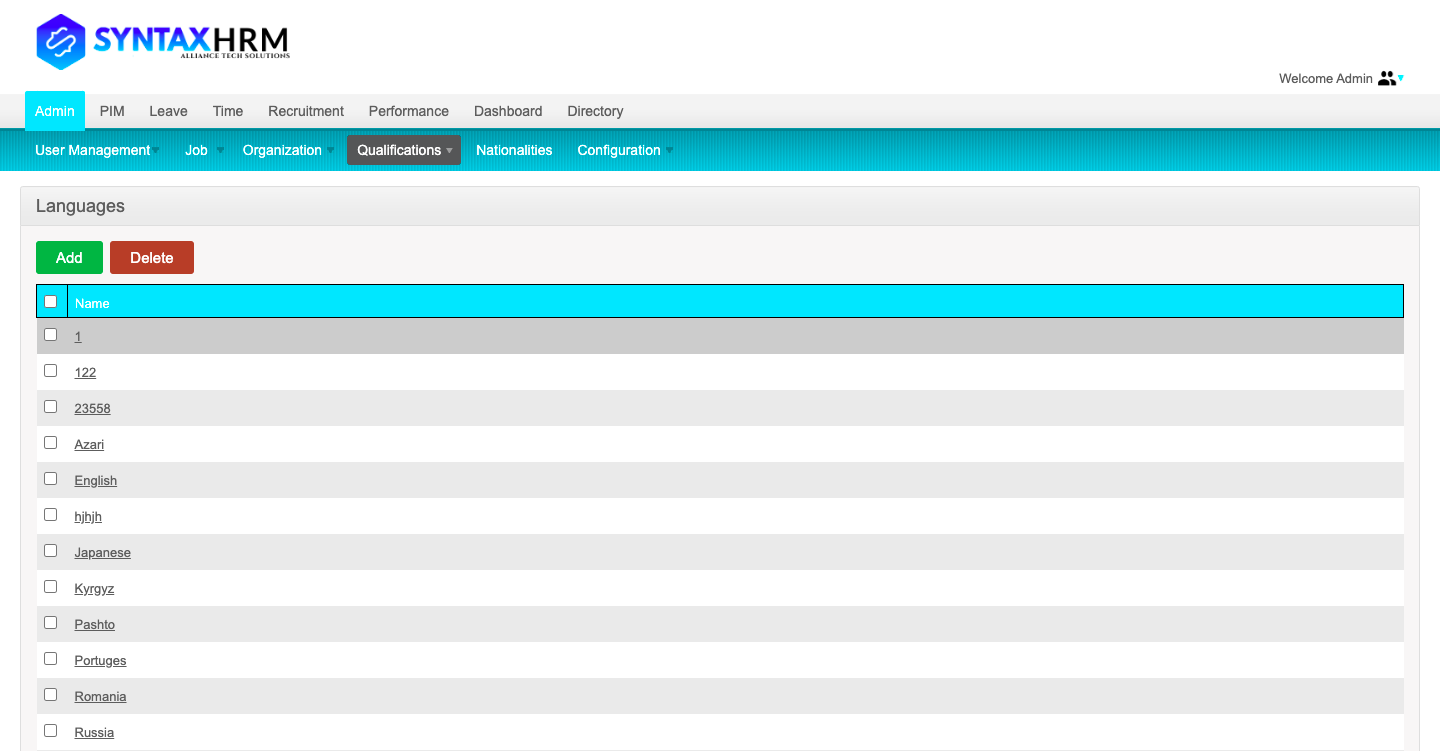 SYNTAXHRM
ALLIANCE TECH SOLUTIONS
Welcome Admin
Admin PIM Leave Time Recruitment Performance Dashboard Directory
User Management Job Organization Qualifications Nationalities Configuration
Languages
Add Delete
Name
1
122
23558
Azari
English
hjhjh
Japanese
Kyrgyz
Pashto
Portuges
Romania
Russia